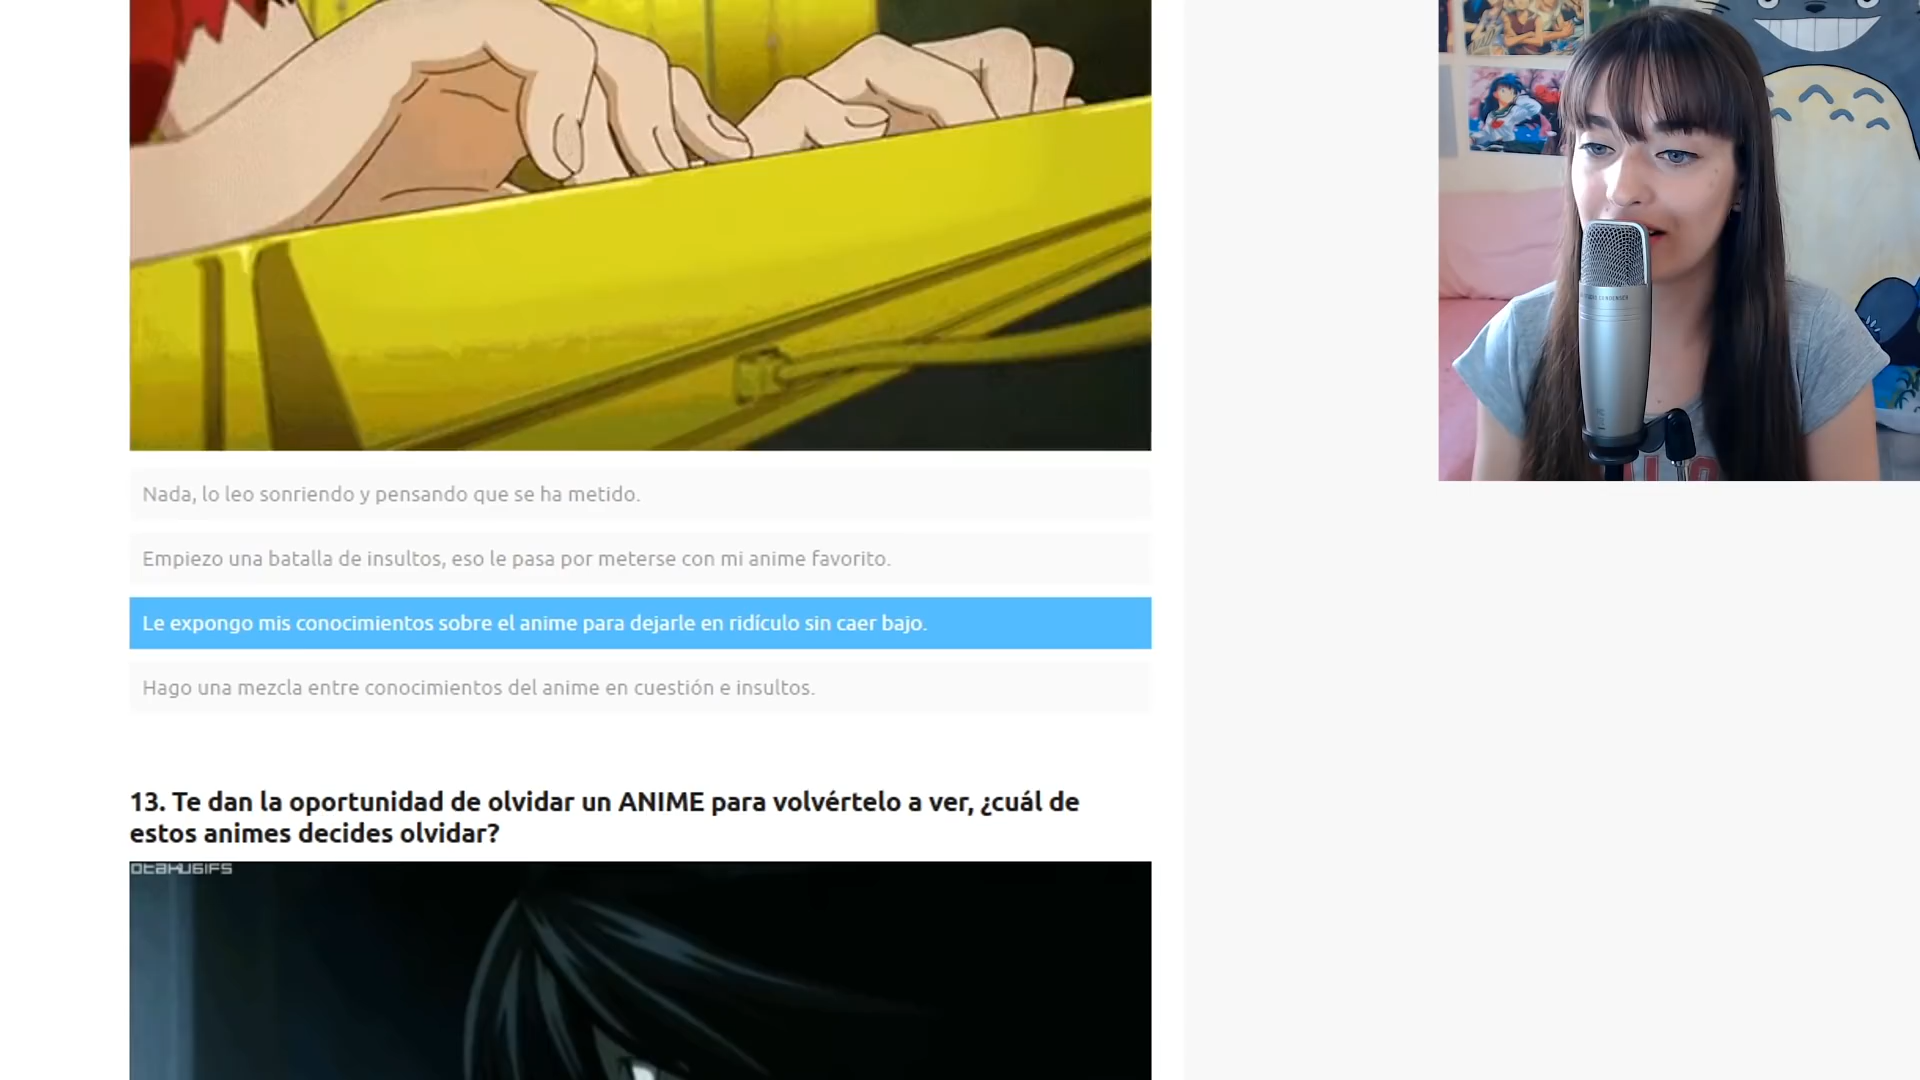 Nada, lo leo sonriendo y pensando que se ha metido.
Empiezo una batalla de insultos, eso le pasa por meterse con mi anime favorito.
Le expongo mis conocimientos sobre el anime para dejarle en ridículo sin caer bajo.
Hago una mezcla entre conocimientos del anime en cuestión e insultos.
13. Te dan la oportunidad de olvidar un ANIME para volvértelo a ver, ¿cuál de
estos animes decides olvidar?
OTAKUGIFS